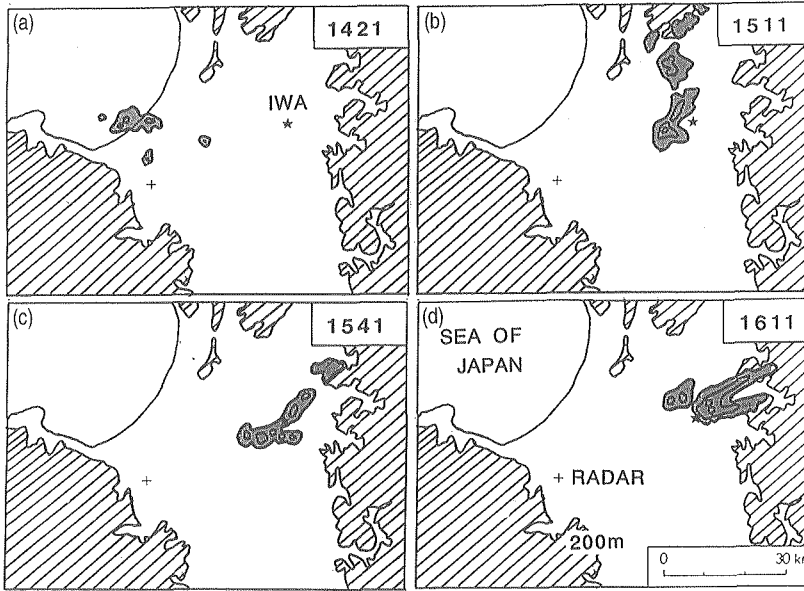 (a)
1421
IWA
(b)
1511
(c)
1541
(d)
1611
SEA OF
JAPAN
RADAR
200m
0 30 km